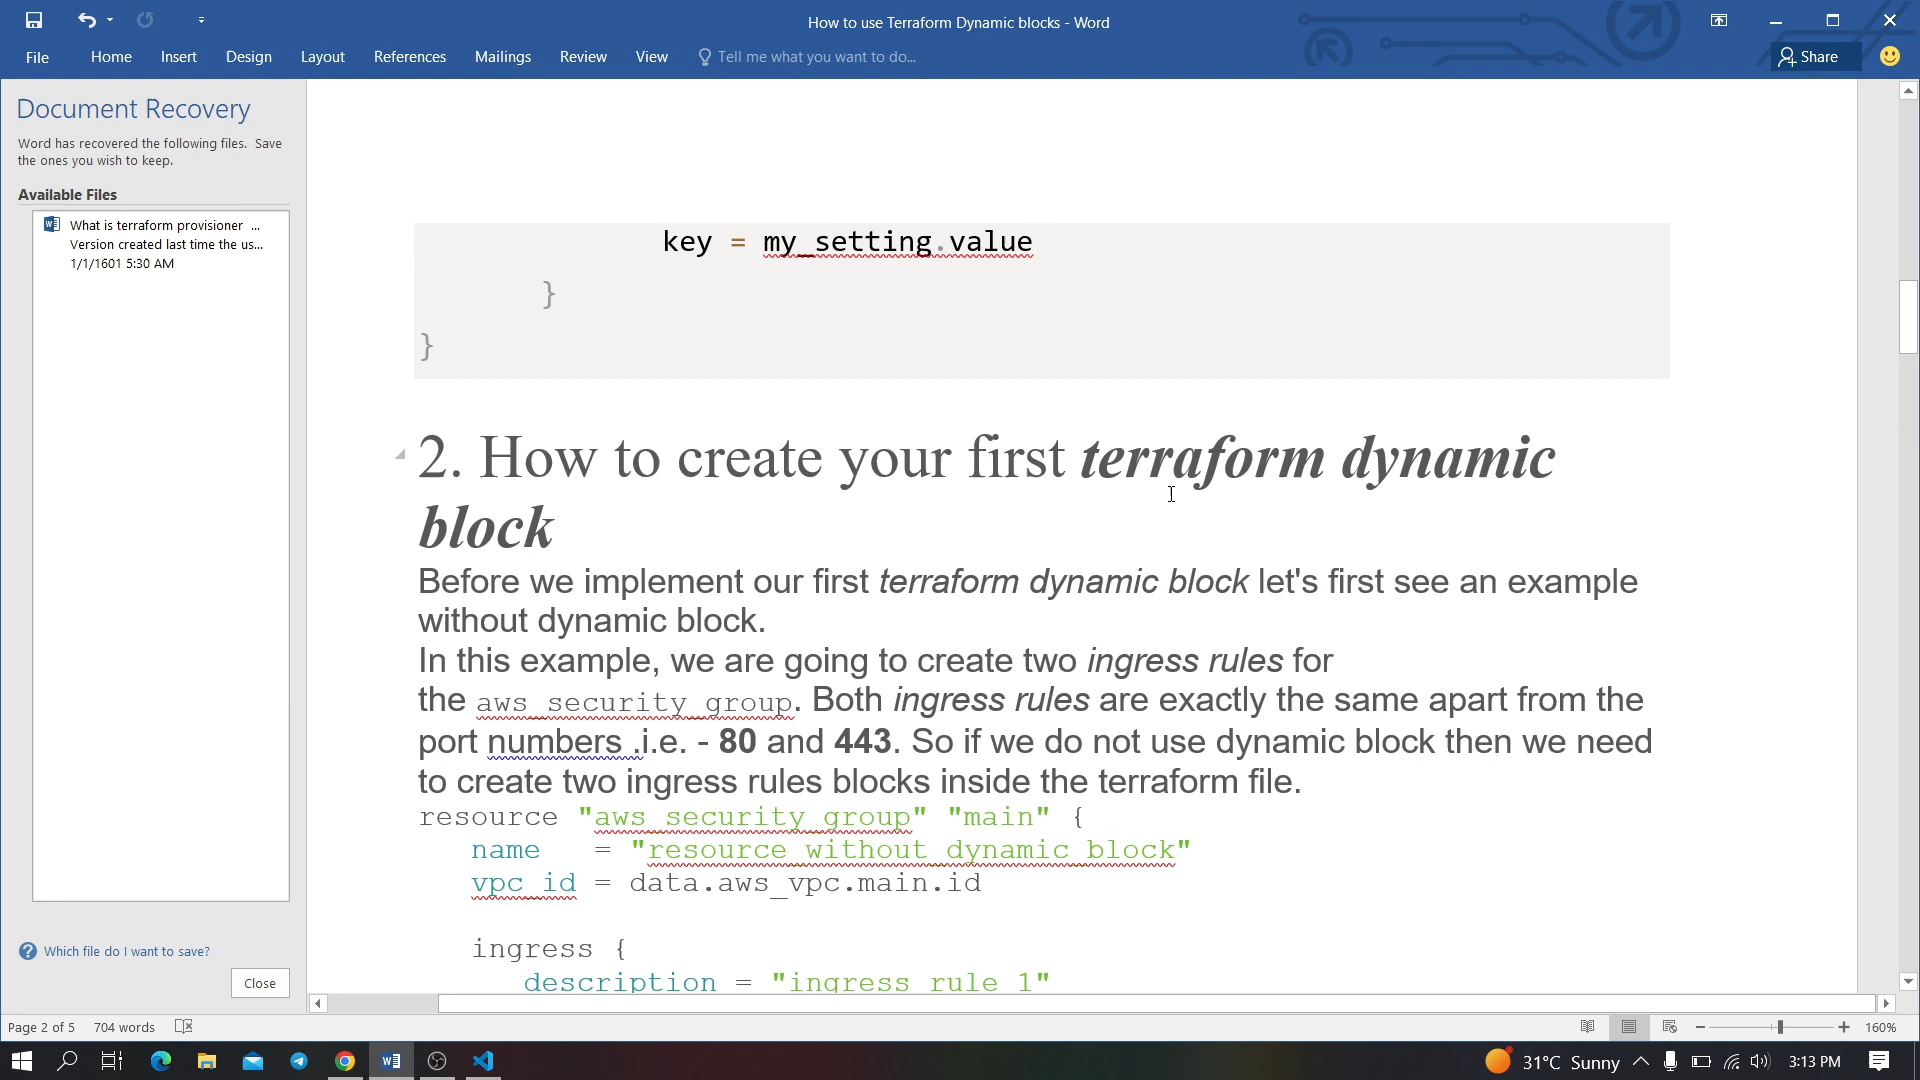 How to use Terraform Dynamic blocks - Word
File Home Insert Design Layout References Mailings Review View Tell me what you want to do... Share
Document Recovery
Word has recovered the following files. Save
the ones you wish to keep.
Available Files
What is terraform provisioner ...
Version created last time the us...
1/1/1601 5:30 AM
key = my_setting.value
}
}
2. How to create your first terraform dynamic
block
Before we implement our first terraform dynamic block let's first see an example
without dynamic block.
In this example, we are going to create two ingress rules for
the aws_security_group. Both ingress rules are exactly the same apart from the
port numbers .i.e. - 80 and 443. So if we do not use dynamic block then we need
to create two ingress rules blocks inside the terraform file.
resource "aws_security_group" "main" {
name = "resource_without_dynamic_block"
vpc_id = data.aws_vpc.main.id
ingress {
description = "ingress_rule_1"
Which file do I want to save?
Close
Page 2 of 5 704 words 160%
31°C Sunny 3:13 PM